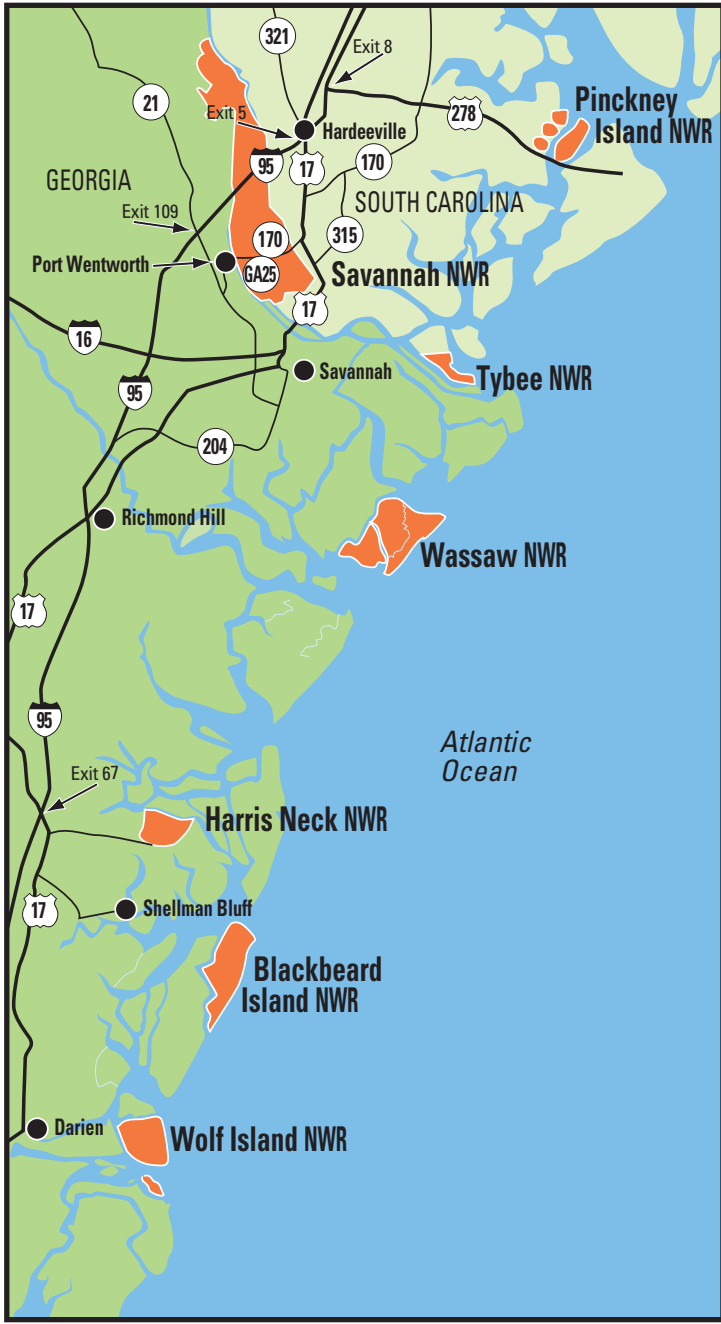 321
Exit 8
21
Pinckney
Island NWR
278
Exit 5
Hardeeville
95
17
170
GEORGIA
SOUTH CAROLINA
Exit 109
170
315
Port Wentworth
GA25
Savannah NWR
17
16
Savannah
Tybee NWR
95
204
Richmond Hill
Wassaw NWR
17
95
Atlantic
Ocean
Exit 67
Harris Neck NWR
17
Shellman Bluff
Blackbeard
Island NWR
Darien
Wolf Island NWR